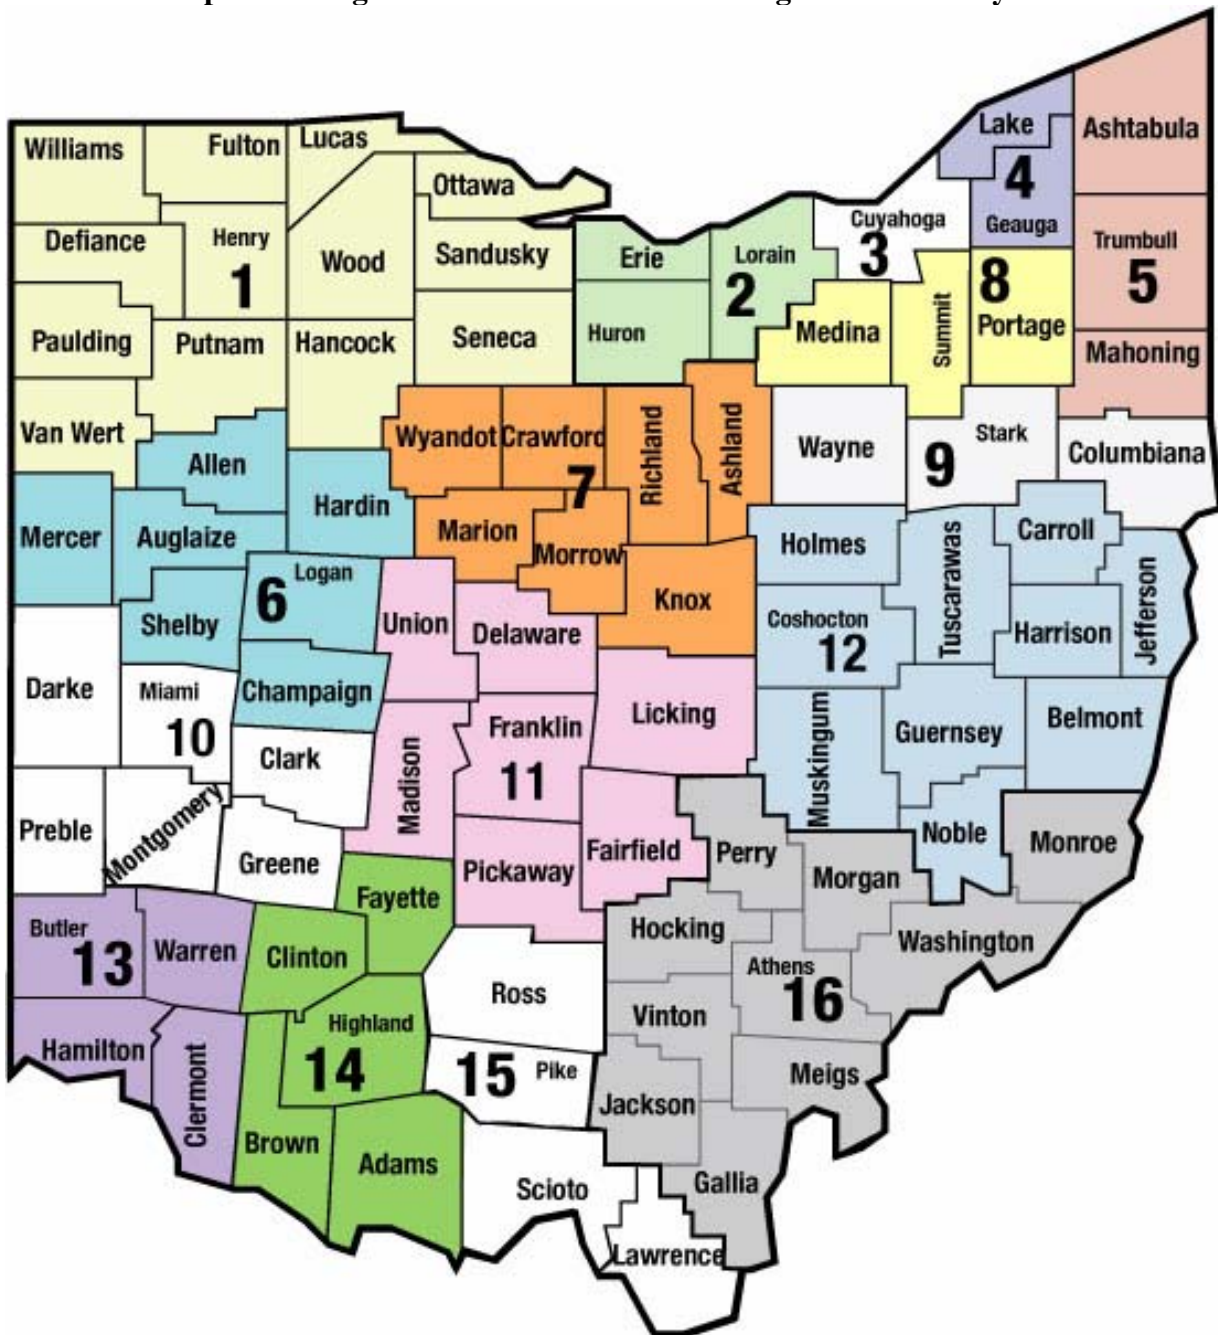 Williams
Fulton
Lucas
Ottawa
Defiance
Henry
1
Wood
Sandusky
Paulding
Putnam
Hancock
Seneca
Van Wert
Erie
Lorain
2
Huron
Cuyahoga
3
Lake
4
Geauga
Ashtabula
Trumbull
5
Mahoning
Medina
Summit
8
Portage
Allen
Hardin
Mercer
Auglaize
6
Logan
Shelby
Champaign
Wyandot
Crawford
7
Richland
Ashland
Marion
Morrow
Knox
Wayne
9
Stark
Columbiana
Holmes
Tuscarawas
Carroll
Jefferson
Coshocton
12
Harrison
Muskingum
Guernsey
Belmont
Noble
Darke
Miami
10
Clark
Preble
Montgomery
Greene
Union
Delaware
Licking
Madison
Franklin
11
Pickaway
Fairfield
Butler
13
Warren
Hamilton
Clermont
Fayette
Clinton
Highland
14
Brown
Adams
Ross
15
Pike
Scioto
Lawrence
Perry
Morgan
Monroe
Hocking
Washington
Athens
16
Vinton
Meigs
Jackson
Gallia